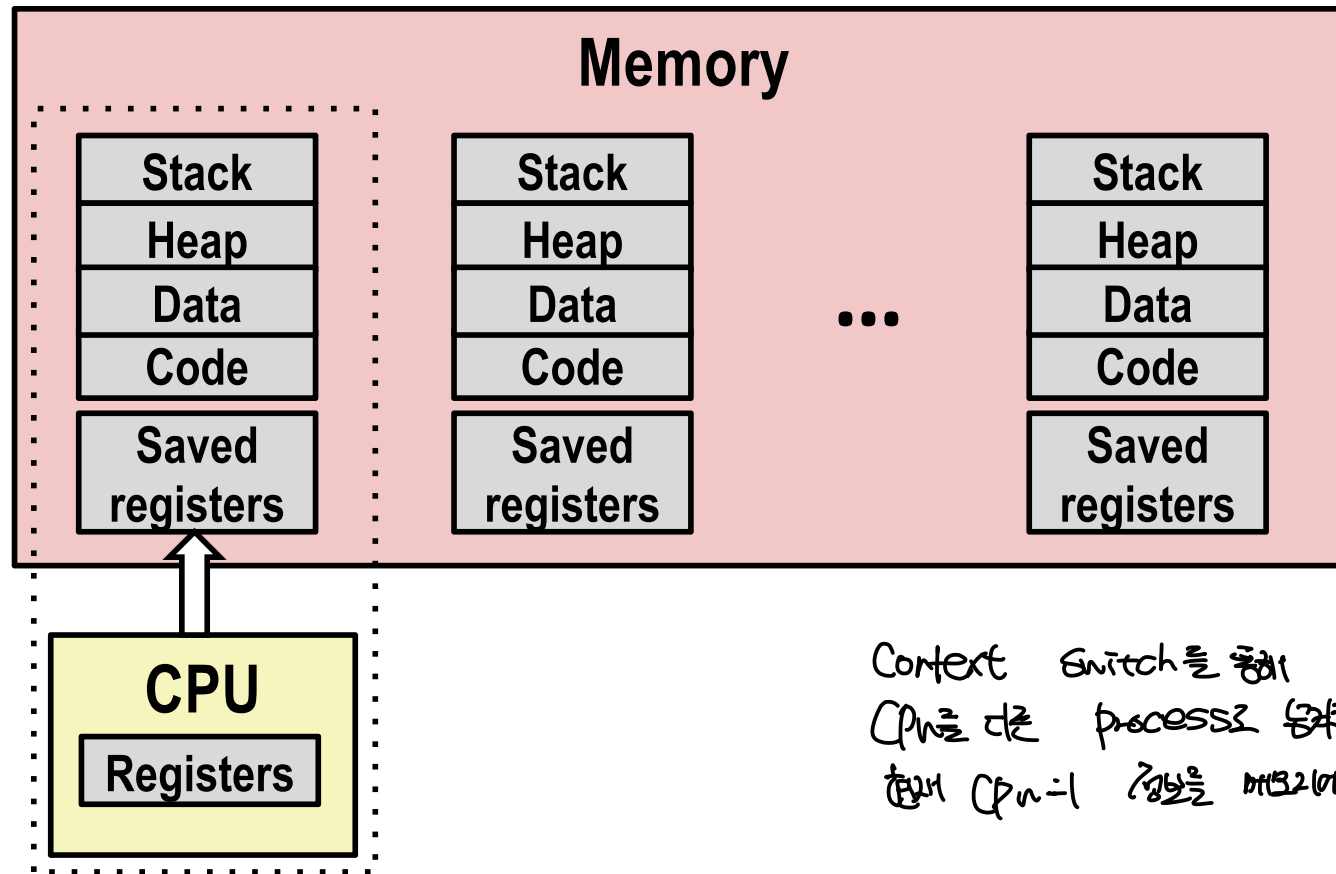 Memory
Stack
Heap
Data
Code
Saved
registers
Stack
Heap
Data
Code
Saved
registers
...
Stack
Heap
Data
Code
Saved
registers
CPU
Registers
Context Switch를 통해
CPU를 다른 process로
현재 CPU의 정보를